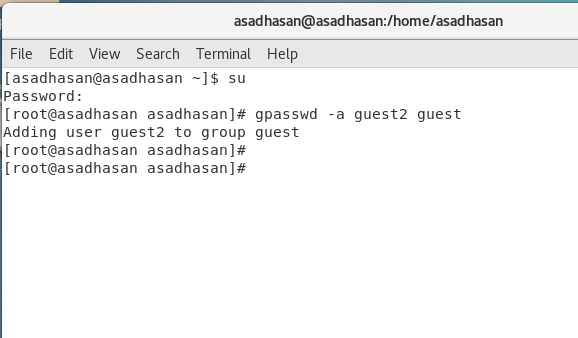 asadhasan@asadhasan:/home/asadhasan
File Edit View Search Terminal Help
[asadhasan@asadhasan ~]$ su
Password:
[root@asadhasan asadhasan]# gpasswd -a guest2 guest
Adding user guest2 to group guest
[root@asadhasan asadhasan]#
[root@asadhasan asadhasan]#